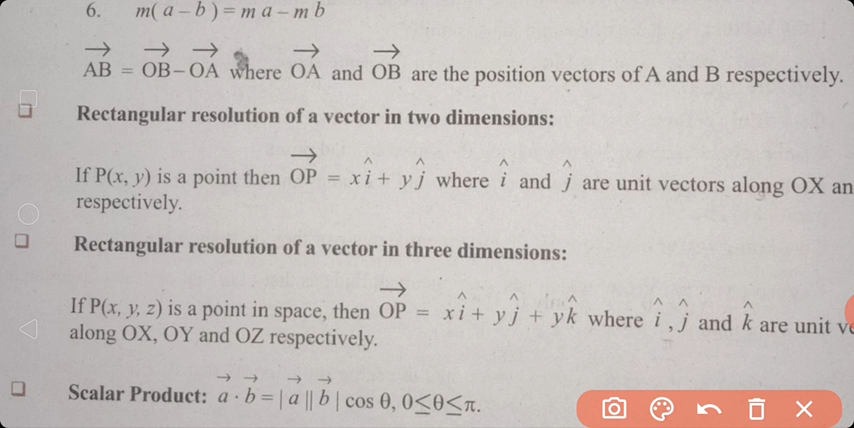 6. m( a – b ) = m a – m b
→AB = →OB – →OA where →OA and →OB are the position vectors of A and B respectively.
❑ Rectangular resolution of a vector in two dimensions:
If P(x, y) is a point then →OP = x î + y ĵ where î and ĵ are unit vectors along OX an
respectively.
❑ Rectangular resolution of a vector in three dimensions:
If P(x, y, z) is a point in space, then →OP = x î + y ĵ + y k̂ where î , ĵ and k̂ are unit ve
along OX, OY and OZ respectively.
❑ Scalar Product: →a · →b = | →a || →b | cos θ, 0≤θ≤π.